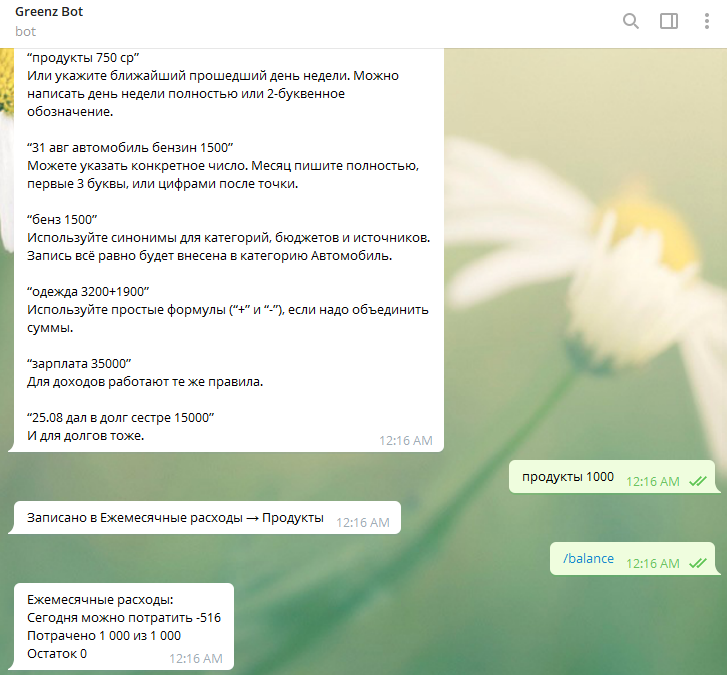 Greenz Bot
bot
“продукты 750 ср”
Или укажите ближайший прошедший день недели. Можно
написать день недели полностью или 2-буквенное
обозначение.
“31 авг автомобиль бензин 1500”
Можете указать конкретное число. Месяц пишите полностью,
первые 3 буквы, или цифрами после точки.
“бенз 1500”
Используйте синонимы для категорий, бюджетов и источников.
Запись всё равно будет внесена в категорию Автомобиль.
“одежда 3200+1900”
Используйте простые формулы (“+” и “-”), если надо объединить
суммы.
“зарплата 35000”
Для доходов работают те же правила.
“25.08 дал в долг сестре 15000”
И для долгов тоже.
12:16 AM
продукты 1000 12:16 AM
Записано в Ежемесячные расходы → Продукты 12:16 AM
/balance 12:16 AM
Ежемесячные расходы:
Сегодня можно потратить -516
Потрачено 1 000 из 1 000
Остаток 0 12:16 AM